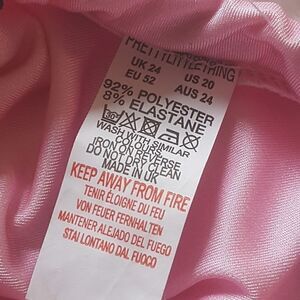 PRETTYLITTLETHING
UK 24 US 20
EU 52 AUS 24
92% POLYESTER
8% ELASTANE
30
WASH WITH SIMILAR
IRON ON REVERSE
DO NOT DRY CLEAN
MADE IN UK
KEEP AWAY FROM FIRE
TENIR ÉLOIGNE DU FEU
VON FEUER FERNHALTEN
MANTENER ALEJADO DEL FUEGO
STAI LONTANO DAL FUOCO